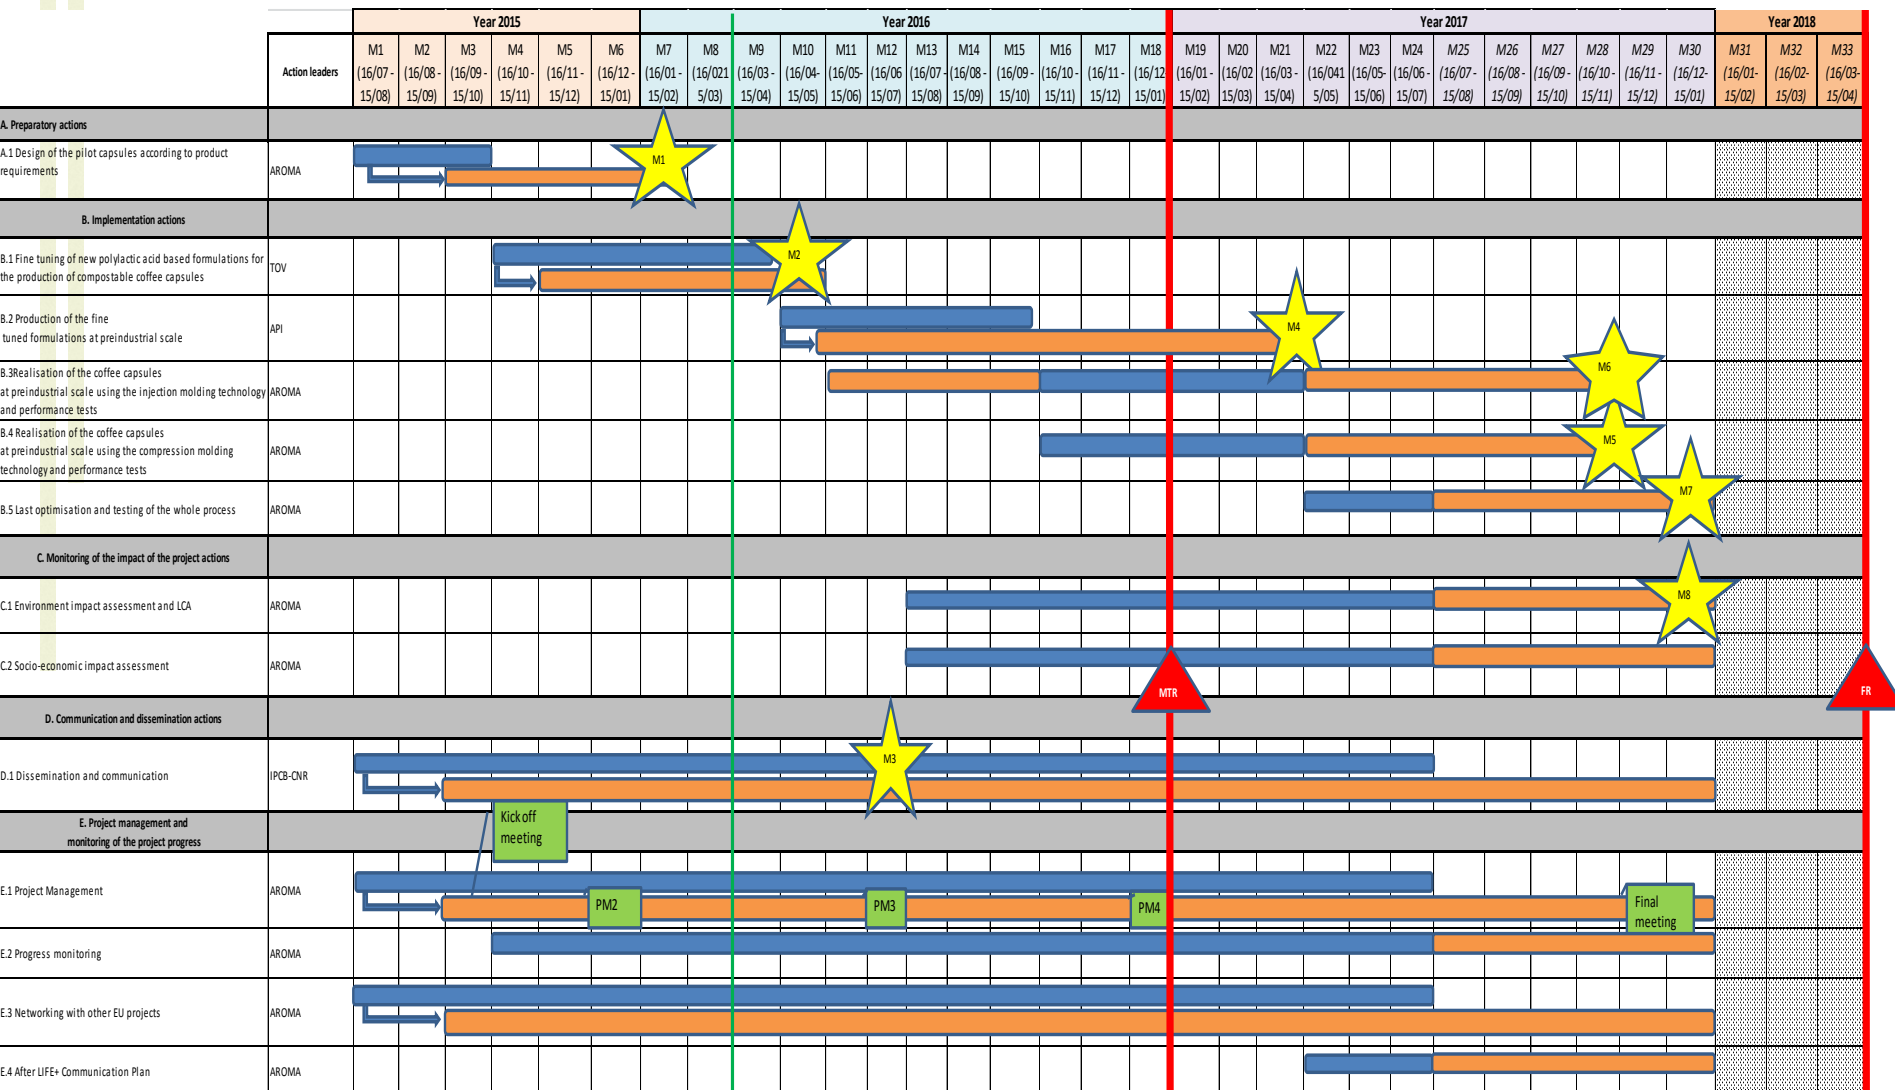 Year 2015 Year 2016 Year 2017 Year 2018
Action leaders
M1 M2 M3 M4 M5 M6 M7 M8 M9 M10 M11 M12 M13 M14 M15 M16 M17 M18 M19 M20 M21 M22 M23 M24 M25 M26 M27 M28 M29 M30 M31 M32 M33
(16/07 - (16/08 - (16/09 - (16/10 - (16/11 - (16/12 - (16/01 - (16/021 (16/03 - (16/04- (16/05- (16/06 (16/07 - (16/08 - (16/09 - (16/10 - (16/11 - (16/12 (16/01 - (16/02 (16/03 - (16/041 (16/05- (16/06 - (16/07 - (16/08 - (16/09 - (16/10 - (16/11 - (16/12- (16/01- (16/02- (16/03-
15/08) 15/09) 15/10) 15/11) 15/12) 15/01) 15/02) 5/03) 15/04) 15/05) 15/06) 15/07) 15/08) 15/09) 15/10) 15/11) 15/12) 15/01) 15/02) 15/03) 15/04) 5/05) 15/06) 15/07) 15/08) 15/09) 15/10) 15/11) 15/12) 15/01) 15/02) 15/03) 15/04)
A. Preparatory actions
A.1 Design of the pilot capsules according to product
requirements
AROMA
M1
B. Implementation actions
B.1 Fine tuning of new polylactic acid based formulations for
the production of compostable coffee capsules
TOV
M2
B.2 Production of the fine
tuned formulations at preindustrial scale
API
M4
B.3Realisation of the coffee capsules
at preindustrial scale using the injection molding technology
and performance tests
AROMA
M6
B.4 Realisation of the coffee capsules
at preindustrial scale using the compression molding
technology and performance tests
AROMA
M5
B.5 Last optimisation and testing of the whole process
AROMA
M7
C. Monitoring of the impact of the project actions
C.1 Environment impact assessment and LCA
AROMA
M8
C.2 Socio-economic impact assessment
AROMA
MTR
FR
D. Communication and dissemination actions
D.1 Dissemination and communication
IPCB-CNR
M3
E. Project management and
monitoring of the project progress
Kick off
meeting
E.1 Project Management
AROMA
PM2
PM3
PM4
Final
meeting
E.2 Progress monitoring
AROMA
E.3 Networking with other EU projects
AROMA
E.4 After LIFE+ Communication Plan
AROMA